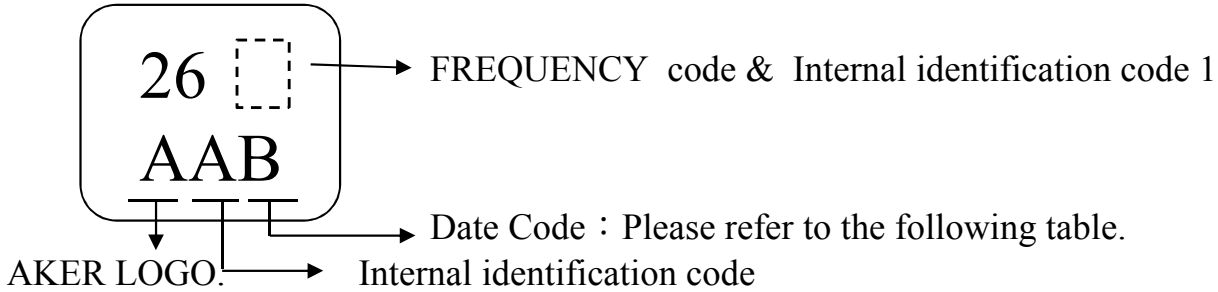 26 FREQUENCY code & Internal identification code 1
AAB
Date Code：Please refer to the following table.
AKER LOGO. Internal identification code